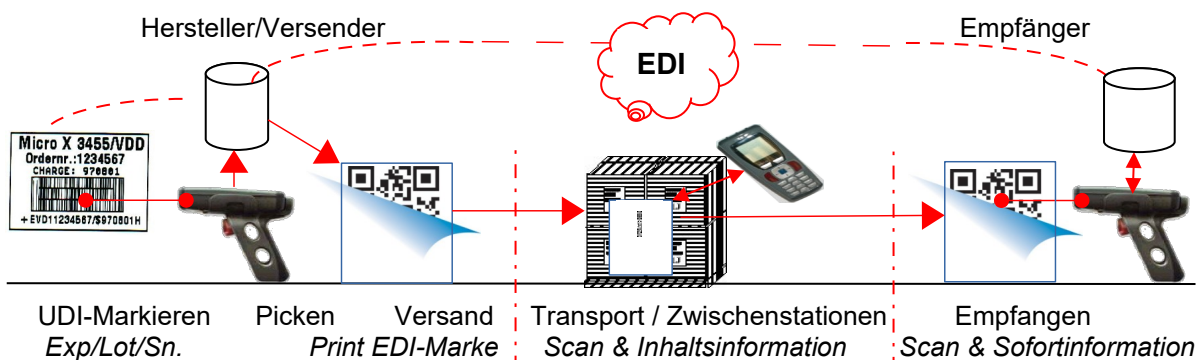 Hersteller/Versender
Empfänger
EDI
Micro X 3455/VDD
Ordernr.:1234567
CHARGE: 970801
+EVD11234567/$970801H
UDI-Markieren Picken Versand Transport / Zwischenstationen Empfangen
Exp/Lot/Sn. Print EDI-Marke Scan & Inhaltsinformation Scan & Sofortinformation